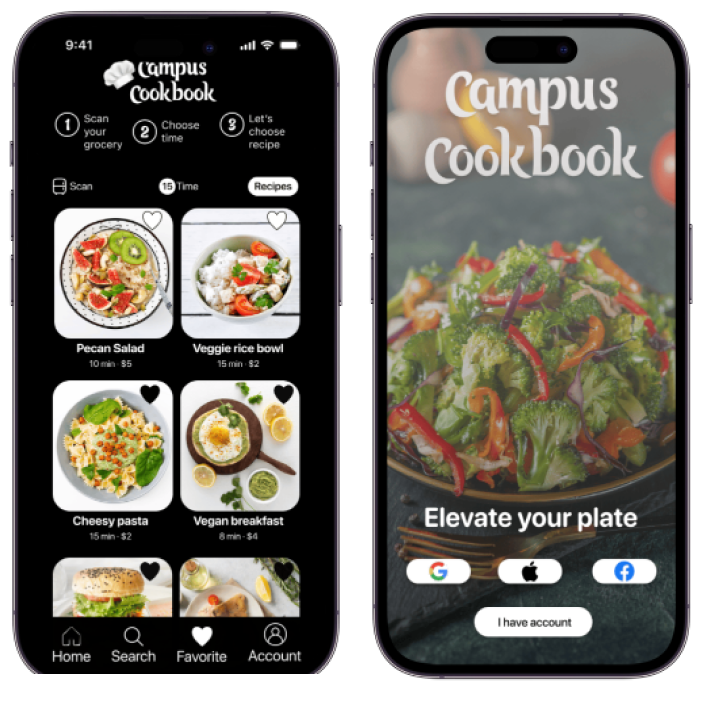 9:41
Campus
Cookbook
1
Scan
your
grocery
2
Choose
time
3
Let's
choose
recipe
Scan
15 Time
Recipes
Pecan Salad
10 min · $5
Veggie rice bowl
15 min · $2
Cheesy pasta
15 min · $2
Vegan breakfast
8 min · $4
Home
Search
Favorite
Account
Campus
Cookbook
Elevate your plate
G
I have account